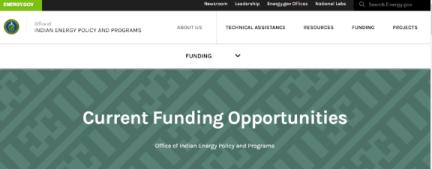 ENERGY.GOV
Newsroom Leadership Energy.gov Offices National Labs Search Energy.gov
Office of
INDIAN ENERGY POLICY AND PROGRAMS
ABOUT US TECHNICAL ASSISTANCE RESOURCES FUNDING PROJECTS
FUNDING
Current Funding Opportunities
Office of Indian Energy Policy and Programs